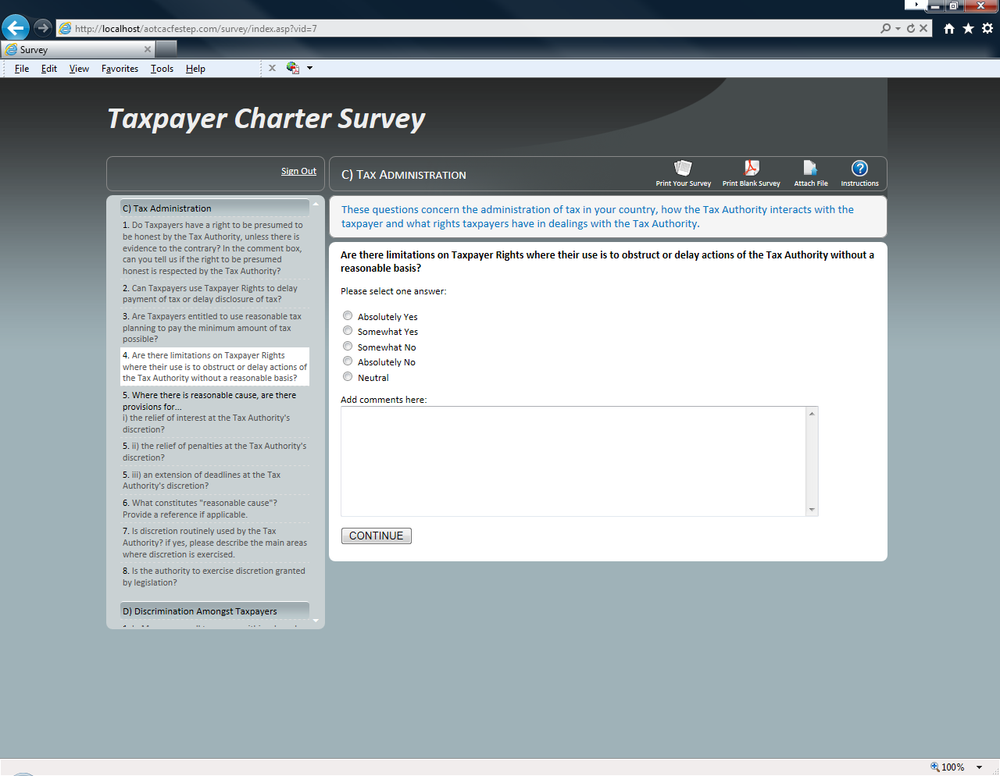 http://localhost/aotcacfestep.com/survey/index.asp?vid=7
Survey
File Edit View Favorites Tools Help
Taxpayer Charter Survey
Sign Out
C) Tax Administration
Print Your Survey
Print Blank Survey
Attach File
Instructions
C) Tax Administration
1. Do Taxpayers have a right to be presumed to
be honest by the Tax Authority, unless there is
evidence to the contrary? In the comment box,
can you tell us if the right to be presumed
honest is respected by the Tax Authority?
2. Can Taxpayers use Taxpayer Rights to delay
payment of tax or delay disclosure of tax?
3. Are Taxpayers entitled to use reasonable tax
planning to pay the minimum amount of tax
possible?
4. Are there limitations on Taxpayer Rights
where their use is to obstruct or delay actions of
the Tax Authority without a reasonable basis?
5. Where there is reasonable cause, are there
provisions for...
i) the relief of interest at the Tax Authority's
discretion?
5. ii) the relief of penalties at the Tax Authority's
discretion?
5. iii) an extension of deadlines at the Tax
Authority's discretion?
6. What constitutes "reasonable cause"?
Provide a reference if applicable.
7. Is discretion routinely used by the Tax
Authority? if yes, please describe the main areas
where discretion is exercised.
8. Is the authority to exercise discretion granted
by legislation?
D) Discrimination Amongst Taxpayers
These questions concern the administration of tax in your country, how the Tax Authority interacts with the
taxpayer and what rights taxpayers have in dealings with the Tax Authority.
Are there limitations on Taxpayer Rights where their use is to obstruct or delay actions of the Tax Authority without a
reasonable basis?
Please select one answer:
Absolutely Yes
Somewhat Yes
Somewhat No
Absolutely No
Neutral
Add comments here:
CONTINUE
100%